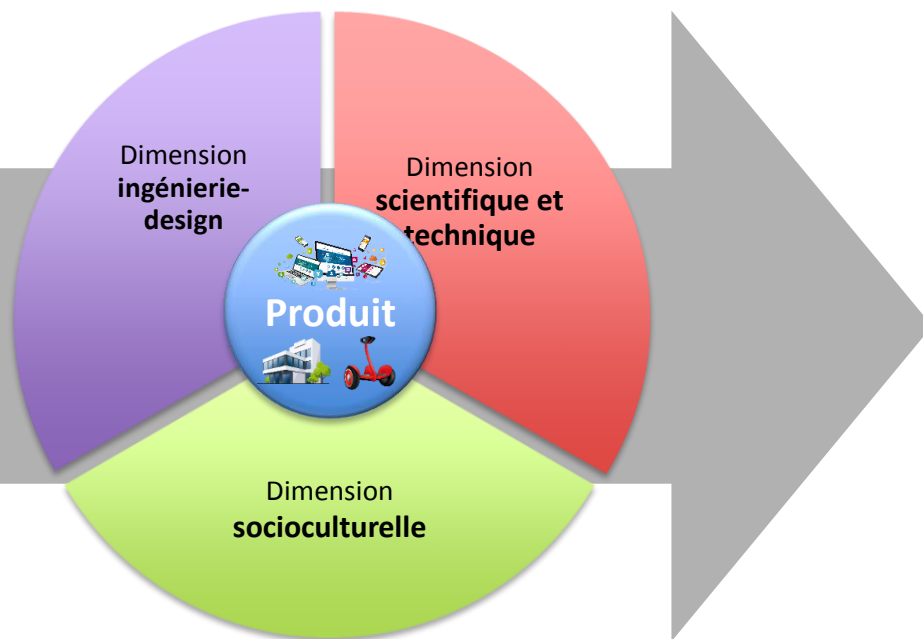 Dimension
ingénierie-
design
Dimension
scientifique et
technique
Produit
Dimension
socioculturelle